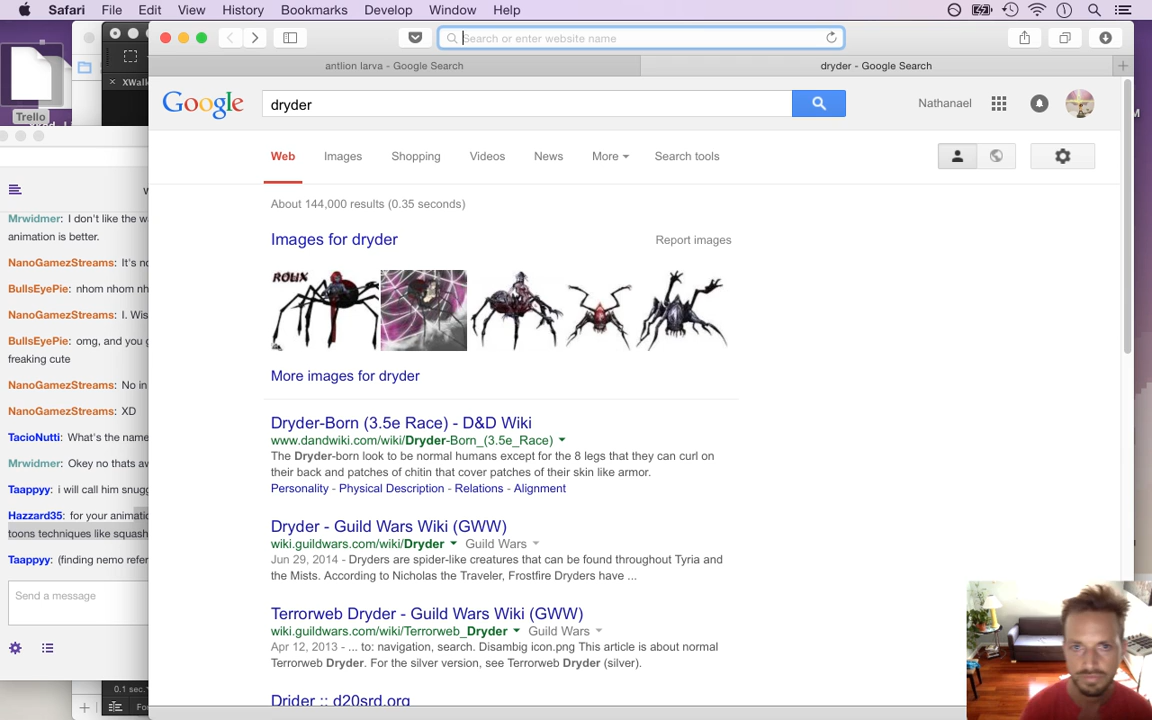 Safari File Edit View History Bookmarks Develop Window Help
Search or enter website name
antlion larva - Google Search
dryder - Google Search
XWalk
Trello
Google
dryder
Nathanael
Web Images Shopping Videos News More Search tools
About 144,000 results (0.35 seconds)
Images for dryder
Report images
ROLIX
More images for dryder
Dryder-Born (3.5e Race) - D&D Wiki
www.dandwiki.com/wiki/Dryder-Born_(3.5e_Race)
The Dryder-born look to be normal humans except for the 8 legs that they can curl on
their back and patches of chitin that cover patches of their skin like armor.
Personality - Physical Description - Relations - Alignment
Dryder - Guild Wars Wiki (GWW)
wiki.guildwars.com/wiki/Dryder Guild Wars
Jun 29, 2014 - Dryders are spider-like creatures that can be found throughout Tyria and
the Mists. According to Nicholas the Traveler, Frostfire Dryders have ...
Terrorweb Dryder - Guild Wars Wiki (GWW)
wiki.guildwars.com/wiki/Terrorweb_Dryder Guild Wars
Apr 12, 2013 - ... to: navigation, search. Disambig icon.png This article is about normal
Terrorweb Dryder. For the silver version, see Terrorweb Dryder (silver).
Drider :: d20srd.org
Mrwidmer: I don't like the w
animation is better.
NanoGamezStreams: It's no
BullsEyePie: nhom nhom nh
NanoGamezStreams: I. Wis
BullsEyePie: omg, and you g
freaking cute
NanoGamezStreams: No in
NanoGamezStreams: XD
TacioNutti: What's the name
Mrwidmer: Okey no thats aw
Taappyy: i will call him snugg
Hazzard35: for your animatio
toons techniques like squash
Taappyy: (finding nemo refer
Send a message
0.1 sec.